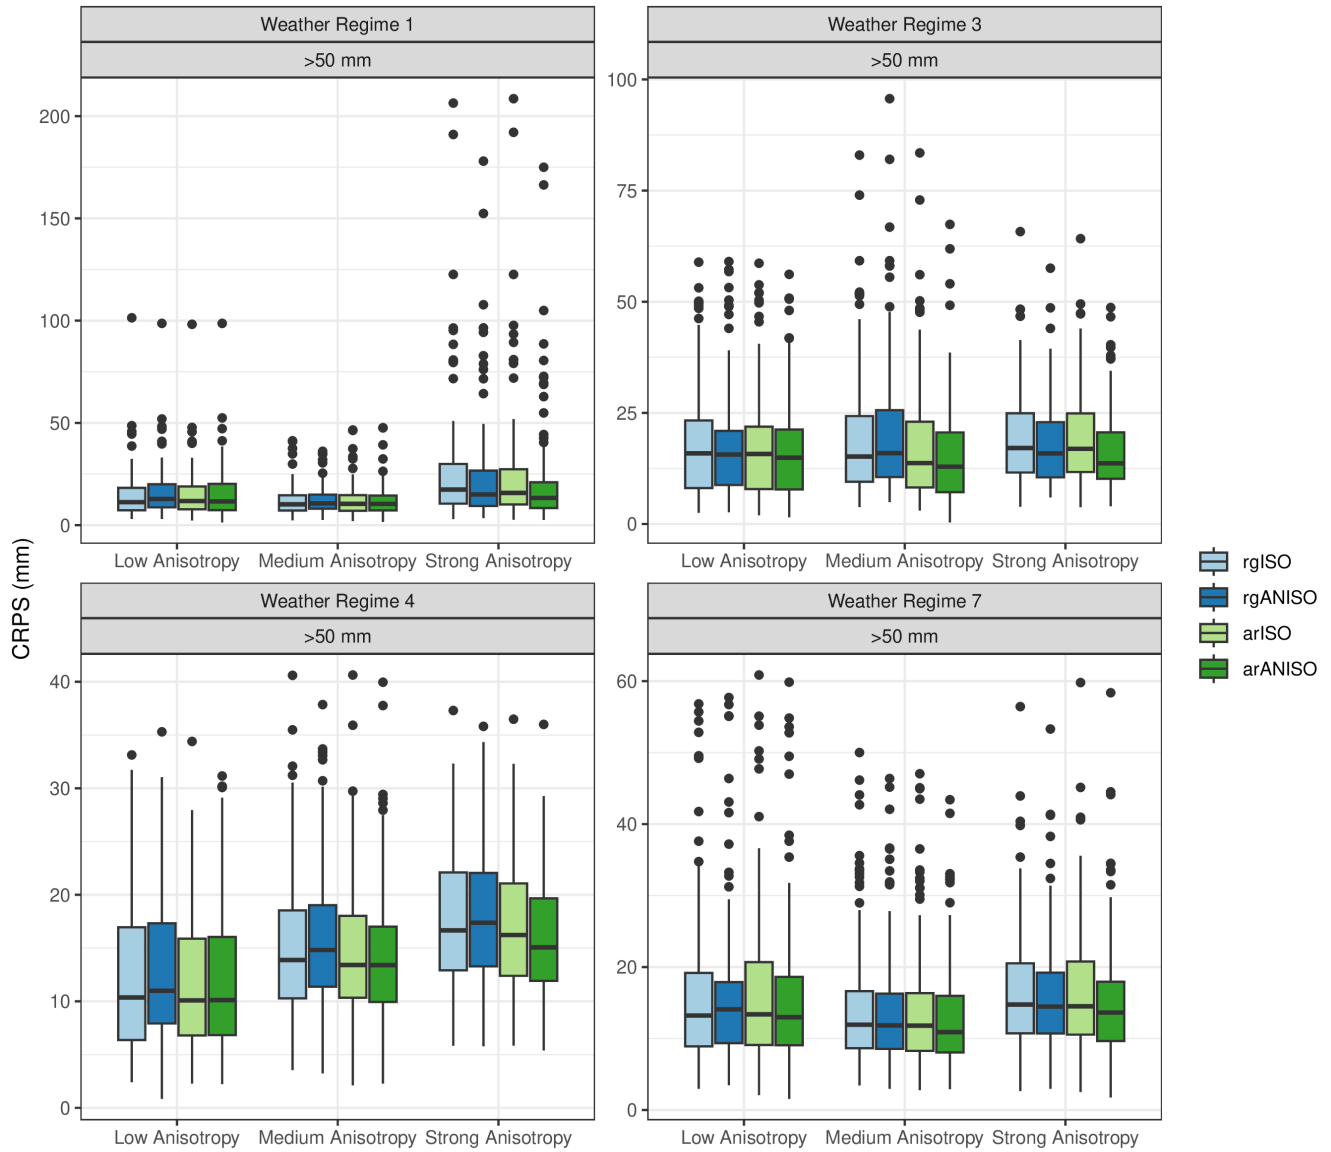 Weather Regime 1
>50 mm
200
150
100
50
0
Low Anisotropy Medium Anisotropy Strong Anisotropy
Weather Regime 3
>50 mm
100
75
50
25
0
Low Anisotropy Medium Anisotropy Strong Anisotropy
Weather Regime 4
>50 mm
40
30
20
10
0
Low Anisotropy Medium Anisotropy Strong Anisotropy
Weather Regime 7
>50 mm
60
40
20
0
Low Anisotropy Medium Anisotropy Strong Anisotropy
CRPS (mm)
rgISO
rgANISO
arISO
arANISO